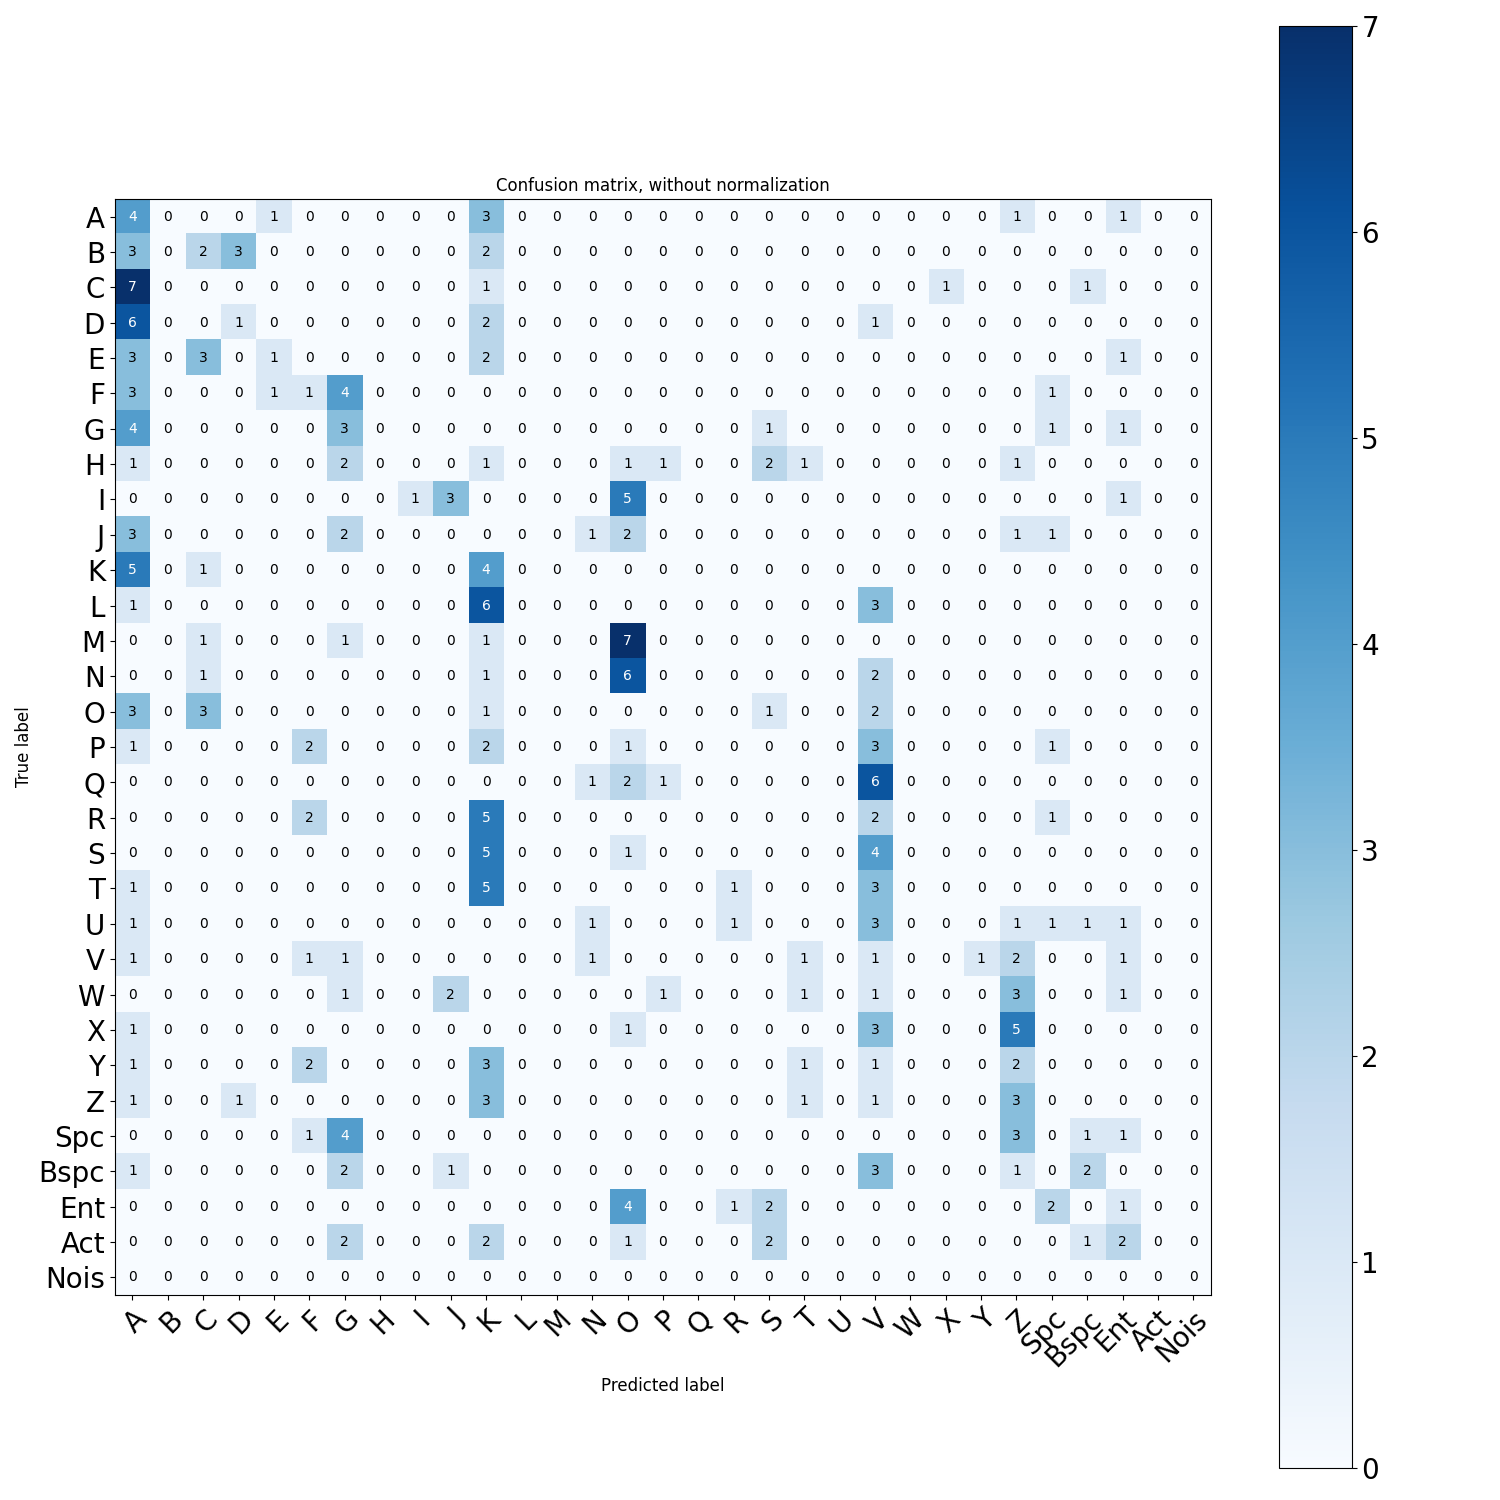 Confusion matrix, without normalization
A 4 0 0 0 1 0 0 0 0 0 3 0 0 0 0 0 0 0 0 0 0 0 0 0 0 1 0 0 1 0 0
B 3 0 2 3 0 0 0 0 0 0 2 0 0 0 0 0 0 0 0 0 0 0 0 0 0 0 0 0 0 0 0
C 7 0 0 0 0 0 0 0 0 0 1 0 0 0 0 0 0 0 0 0 0 0 0 1 0 0 0 1 0 0 0
D 6 0 0 1 0 0 0 0 0 0 2 0 0 0 0 0 0 0 0 0 0 1 0 0 0 0 0 0 0 0 0
E 3 0 3 0 1 0 0 0 0 0 2 0 0 0 0 0 0 0 0 0 0 0 0 0 0 0 0 0 1 0 0
F 3 0 0 0 1 1 4 0 0 0 0 0 0 0 0 0 0 0 0 0 0 0 0 0 0 0 1 0 0 0 0
G 4 0 0 0 0 0 3 0 0 0 0 0 0 0 0 0 0 0 1 0 0 0 0 0 0 0 1 0 1 0 0
H 1 0 0 0 0 0 2 0 0 0 1 0 0 0 1 1 0 0 2 1 0 0 0 0 0 1 0 0 0 0 0
I 0 0 0 0 0 0 0 0 1 3 0 0 0 0 5 0 0 0 0 0 0 0 0 0 0 0 0 0 1 0 0
J 3 0 0 0 0 0 2 0 0 0 0 0 0 1 2 0 0 0 0 0 0 0 0 0 0 1 1 0 0 0 0
K 5 0 1 0 0 0 0 0 0 0 4 0 0 0 0 0 0 0 0 0 0 0 0 0 0 0 0 0 0 0 0
L 1 0 0 0 0 0 0 0 0 0 6 0 0 0 0 0 0 0 0 0 0 3 0 0 0 0 0 0 0 0 0
M 0 0 1 0 0 0 1 0 0 0 1 0 0 0 7 0 0 0 0 0 0 0 0 0 0 0 0 0 0 0 0
N 0 0 1 0 0 0 0 0 0 0 1 0 0 0 6 0 0 0 0 0 0 2 0 0 0 0 0 0 0 0 0
O 3 0 3 0 0 0 0 0 0 0 1 0 0 0 0 0 0 0 1 0 0 2 0 0 0 0 0 0 0 0 0
P 1 0 0 0 0 2 0 0 0 0 2 0 0 0 1 0 0 0 0 0 0 3 0 0 0 0 1 0 0 0 0
Q 0 0 0 0 0 0 0 0 0 0 0 0 0 1 2 1 0 0 0 0 0 6 0 0 0 0 0 0 0 0 0
R 0 0 0 0 0 2 0 0 0 0 5 0 0 0 0 0 0 0 0 0 0 2 0 0 0 0 1 0 0 0 0
S 0 0 0 0 0 0 0 0 0 0 5 0 0 0 1 0 0 0 0 0 0 4 0 0 0 0 0 0 0 0 0
T 1 0 0 0 0 0 0 0 0 0 5 0 0 0 0 0 0 1 0 0 0 3 0 0 0 0 0 0 0 0 0
U 1 0 0 0 0 0 0 0 0 0 0 0 0 1 0 0 0 1 0 0 0 3 0 0 0 1 1 1 1 0 0
V 1 0 0 0 0 1 1 0 0 0 0 0 0 1 0 0 0 0 0 1 0 1 0 0 1 2 0 0 1 0 0
W 0 0 0 0 0 0 1 0 0 2 0 0 0 0 0 1 0 0 0 1 0 1 0 0 0 3 0 0 1 0 0
X 1 0 0 0 0 0 0 0 0 0 0 0 0 0 1 0 0 0 0 0 0 3 0 0 0 5 0 0 0 0 0
Y 1 0 0 0 0 2 0 0 0 0 3 0 0 0 0 0 0 0 0 1 0 1 0 0 0 2 0 0 0 0 0
Z 1 0 0 1 0 0 0 0 0 0 3 0 0 0 0 0 0 0 0 1 0 1 0 0 0 3 0 0 0 0 0
Spc 0 0 0 0 0 1 4 0 0 0 0 0 0 0 0 0 0 0 0 0 0 0 0 0 0 3 0 1 1 0 0
Bspc 1 0 0 0 0 0 2 0 0 1 0 0 0 0 0 0 0 0 0 0 0 3 0 0 0 1 0 2 0 0 0
Ent 0 0 0 0 0 0 0 0 0 0 0 0 0 0 4 0 0 1 2 0 0 0 0 0 0 0 2 0 1 0 0
Act 0 0 0 0 0 0 2 0 0 0 2 0 0 0 1 0 0 0 2 0 0 0 0 0 0 0 0 1 2 0 0
Nois 0 0 0 0 0 0 0 0 0 0 0 0 0 0 0 0 0 0 0 0 0 0 0 0 0 0 0 0 0 0 0
A B C D E F G H I J K L M N O P Q R S T U V W X Y Z Spc Bspc Ent Act Nois
Predicted label
True label
7
6
5
4
3
2
1
0